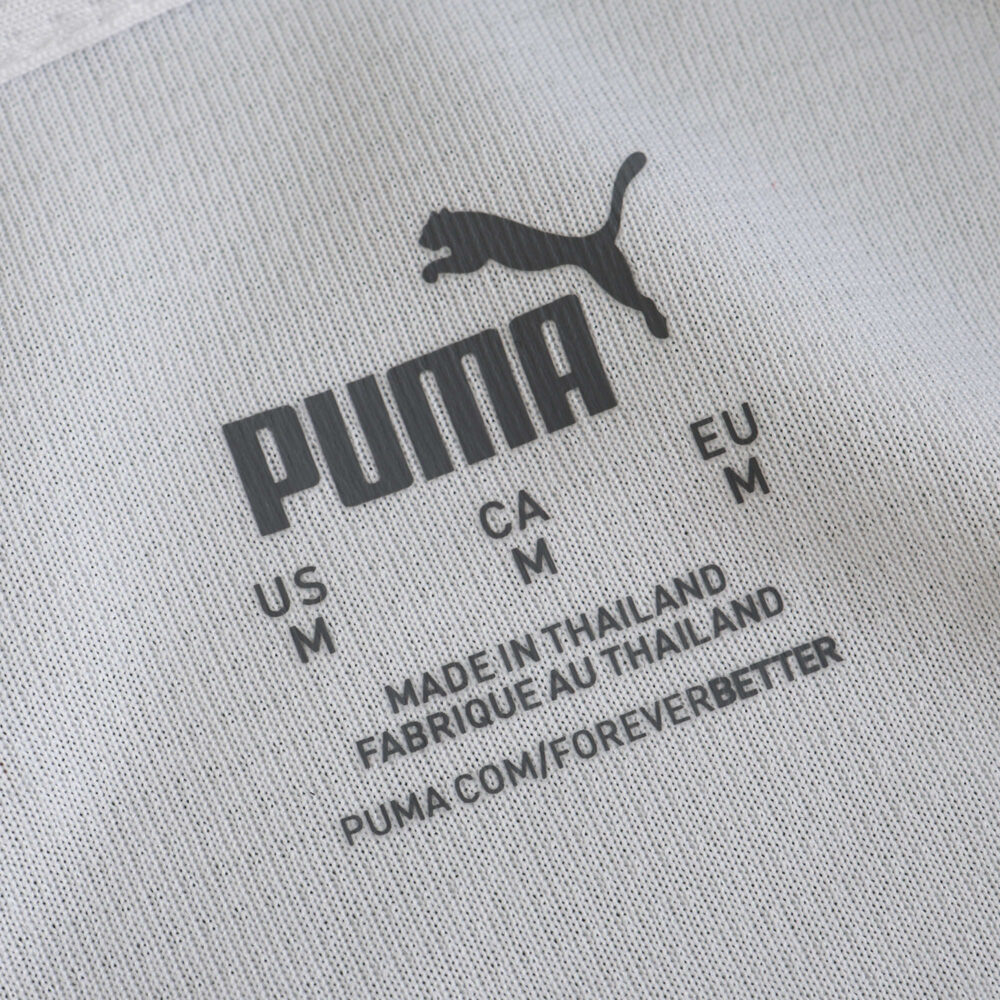 PUMA
US CA EU
M M M
MADE IN THAILAND
FABRIQUE AU THAILAND
PUMA.COM/FOREVERBETTER